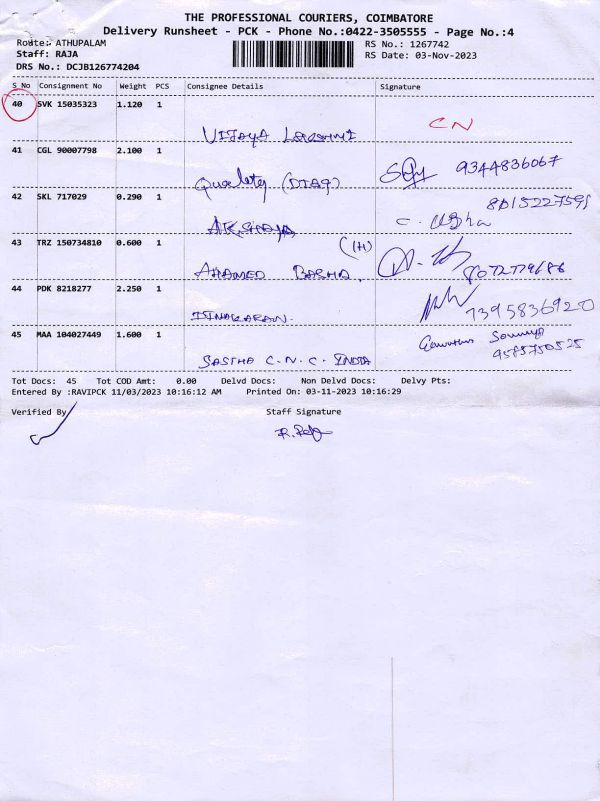 THE PROFESSIONAL COURIERS, COIMBATORE
Delivery Runsheet - PCK - Phone No.:0422-3505555 - Page No.:4
Route: ATHUPALAM
RS No.: 1267742
Staff: RAJA
RS Date: 03-Nov-2023
DRS No.: DCJB126774204
S No Consignment No Weight PCS Consignee Details Signature
40 SVK 15035323 1.120 1
VIJAYA LAKSHMI CN
41 CGL 90007798 2.100 1
Quality (DIAG) 9344836067
42 SKL 717029 0.290 1
8015227591
AKSHAYA
43 TRZ 150734810 0.600 1
(H)
AHAMED BASHA. 8072779686
44 PDK 8218277 2.250 1
7395836920
45 MAA 104027449 1.600 1
Sowmya
9585750525
SASTHA C.N.C. INDIA
Tot Docs: 45 Tot COD Amt: 0.00 Delvd Docs: Non Delvd Docs: Delvy Pts:
Entered By :RAVIPCK 11/03/2023 10:16:12 AM Printed On: 03-11-2023 10:16:29
Verified By Staff Signature